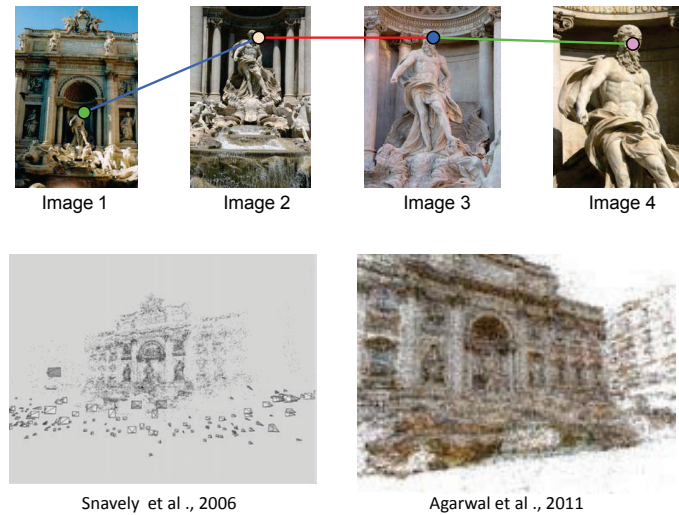 Image 1
Image 2
Image 3
Image 4
Snavely et al ., 2006
Agarwal et al ., 2011